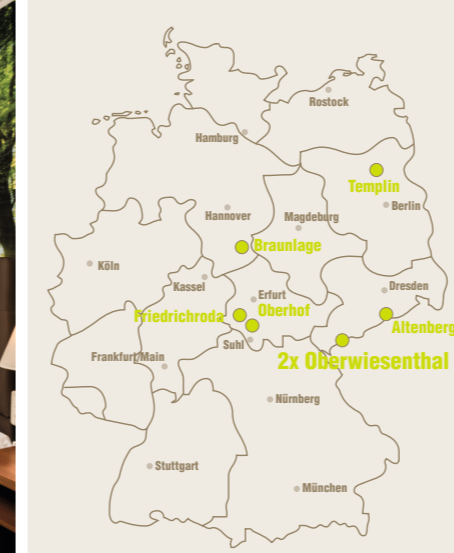 Rostock
Hamburg
Templin
Berlin
Hannover
Magdeburg
Braunlage
Köln
Kassel
Dresden
Erfurt
Friedrichroda
Oberhof
Altenberg
Suhl
Frankfurt/Main
2x Oberwiesenthal
Nürnberg
Stuttgart
München